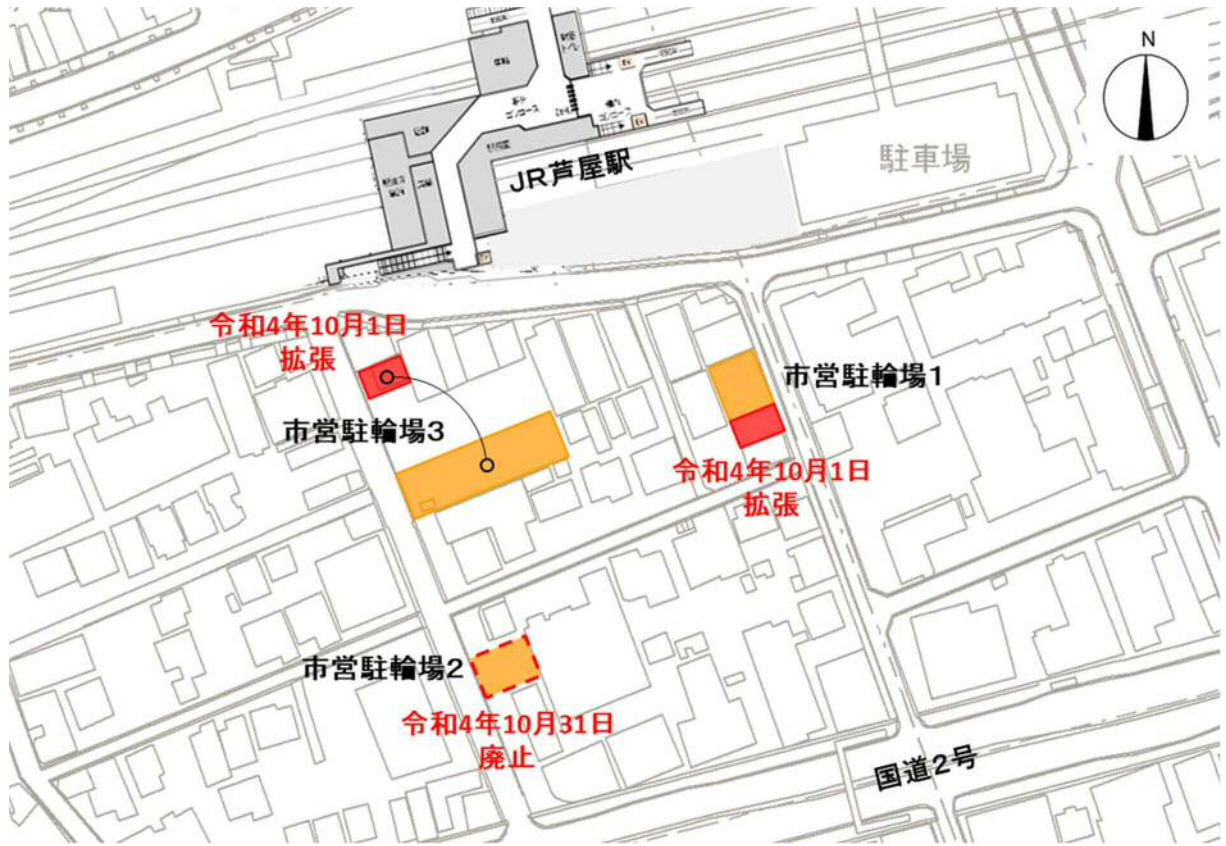 N
駐車場
JR芦屋駅
令和4年10月1日
拡張
市営駐輪場1
市営駐輪場3
令和4年10月1日
拡張
市営駐輪場2
令和4年10月31日
廃止
国道2号